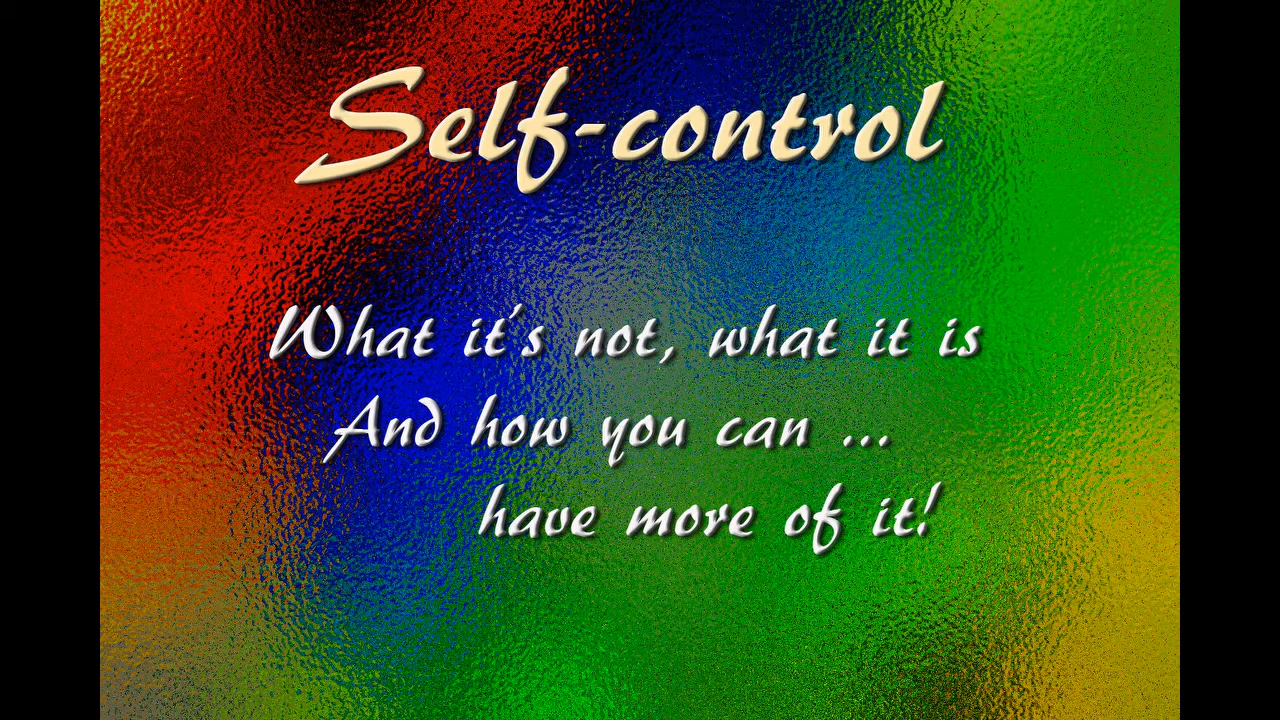 Self-control
What it's not, what it is
And how you can ...
have more of it!